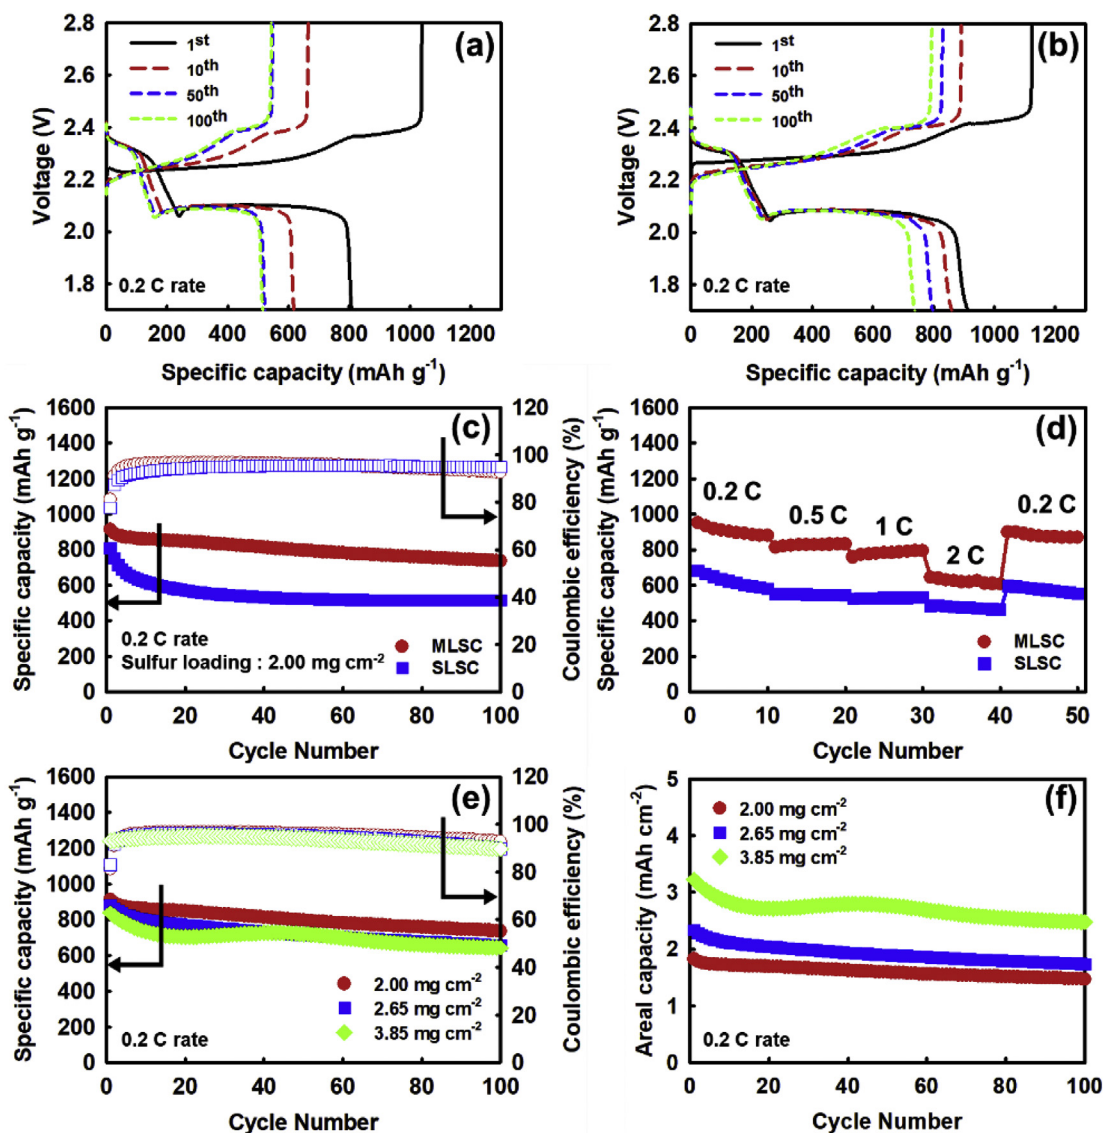 2.8
2.6
2.4
2.2
2.0
1.8
Voltage (V)
(a)
1st
10th
50th
100th
0.2 C rate
0 200 400 600 800 1000 1200
Specific capacity (mAh g-1)
2.8
2.6
2.4
2.2
2.0
1.8
Voltage (V)
(b)
1st
10th
50th
100th
0.2 C rate
0 200 400 600 800 1000 1200
Specific capacity (mAh g-1)
1600
1400
1200
1000
800
600
400
200
0
Specific capacity (mAh g-1)
(c)
120
100
80
60
40
20
0
Coulombic efficiency (%)
0.2 C rate
Sulfur loading : 2.00 mg cm-2
MLSC
SLSC
0 20 40 60 80 100
Cycle Number
1600
1400
1200
1000
800
600
400
200
0
Specific capacity (mAh g-1)
(d)
0.2 C
0.5 C
1 C
2 C
0.2 C
MLSC
SLSC
0 10 20 30 40 50
Cycle Number
1600
1400
1200
1000
800
600
400
200
0
Specific capacity (mAh g-1)
(e)
120
100
80
60
40
20
0
Coulombic efficiency (%)
2.00 mg cm-2
2.65 mg cm-2
3.85 mg cm-2
0.2 C rate
0 20 40 60 80 100
Cycle Number
5
4
3
2
1
0
Areal capacity (mAh cm-2)
(f)
2.00 mg cm-2
2.65 mg cm-2
3.85 mg cm-2
0.2 C rate
0 20 40 60 80 100
Cycle Number